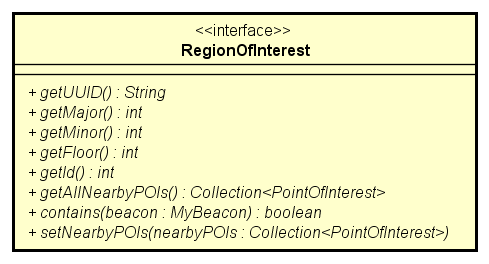 <<interface>>
RegionOfInterest
+ getUUID() : String
+ getMajor() : int
+ getMinor() : int
+ getFloor() : int
+ getId() : int
+ getAllNearbyPOIs() : Collection<PointOfInterest>
+ contains(beacon : MyBeacon) : boolean
+ setNearbyPOIs(nearbyPOIs : Collection<PointOfInterest>)